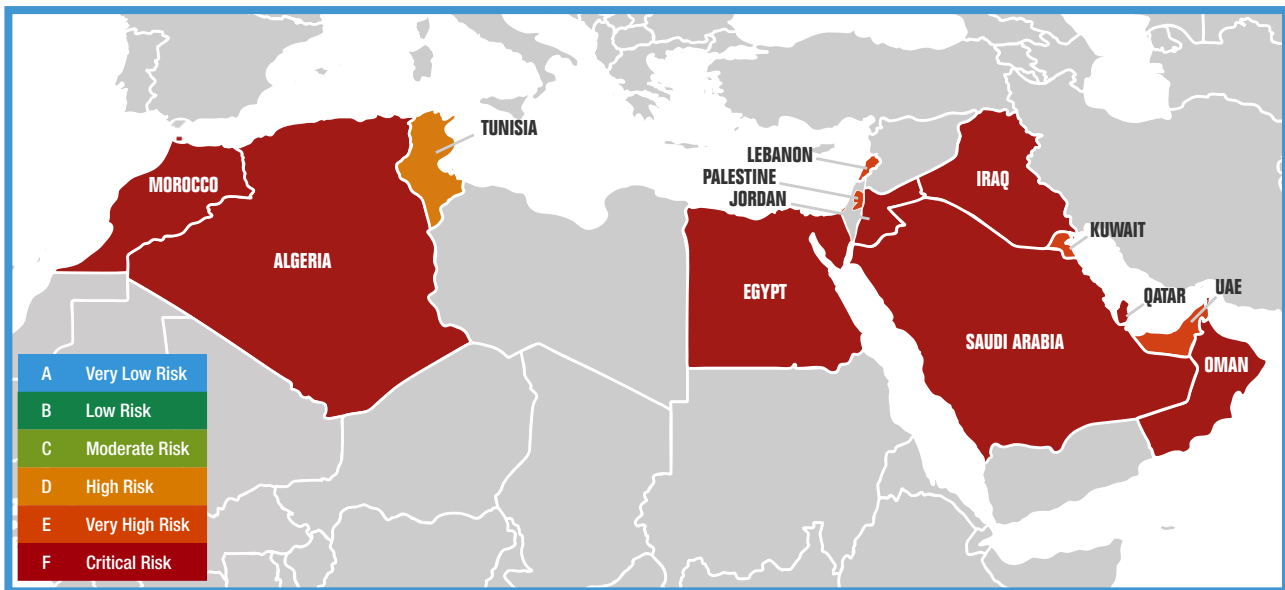 TUNISIA
LEBANON
PALESTINE
JORDAN
MOROCCO
IRAQ
KUWAIT
ALGERIA
EGYPT
QATAR
UAE
SAUDI ARABIA
OMAN
A Very Low Risk
B Low Risk
C Moderate Risk
D High Risk
E Very High Risk
F Critical Risk